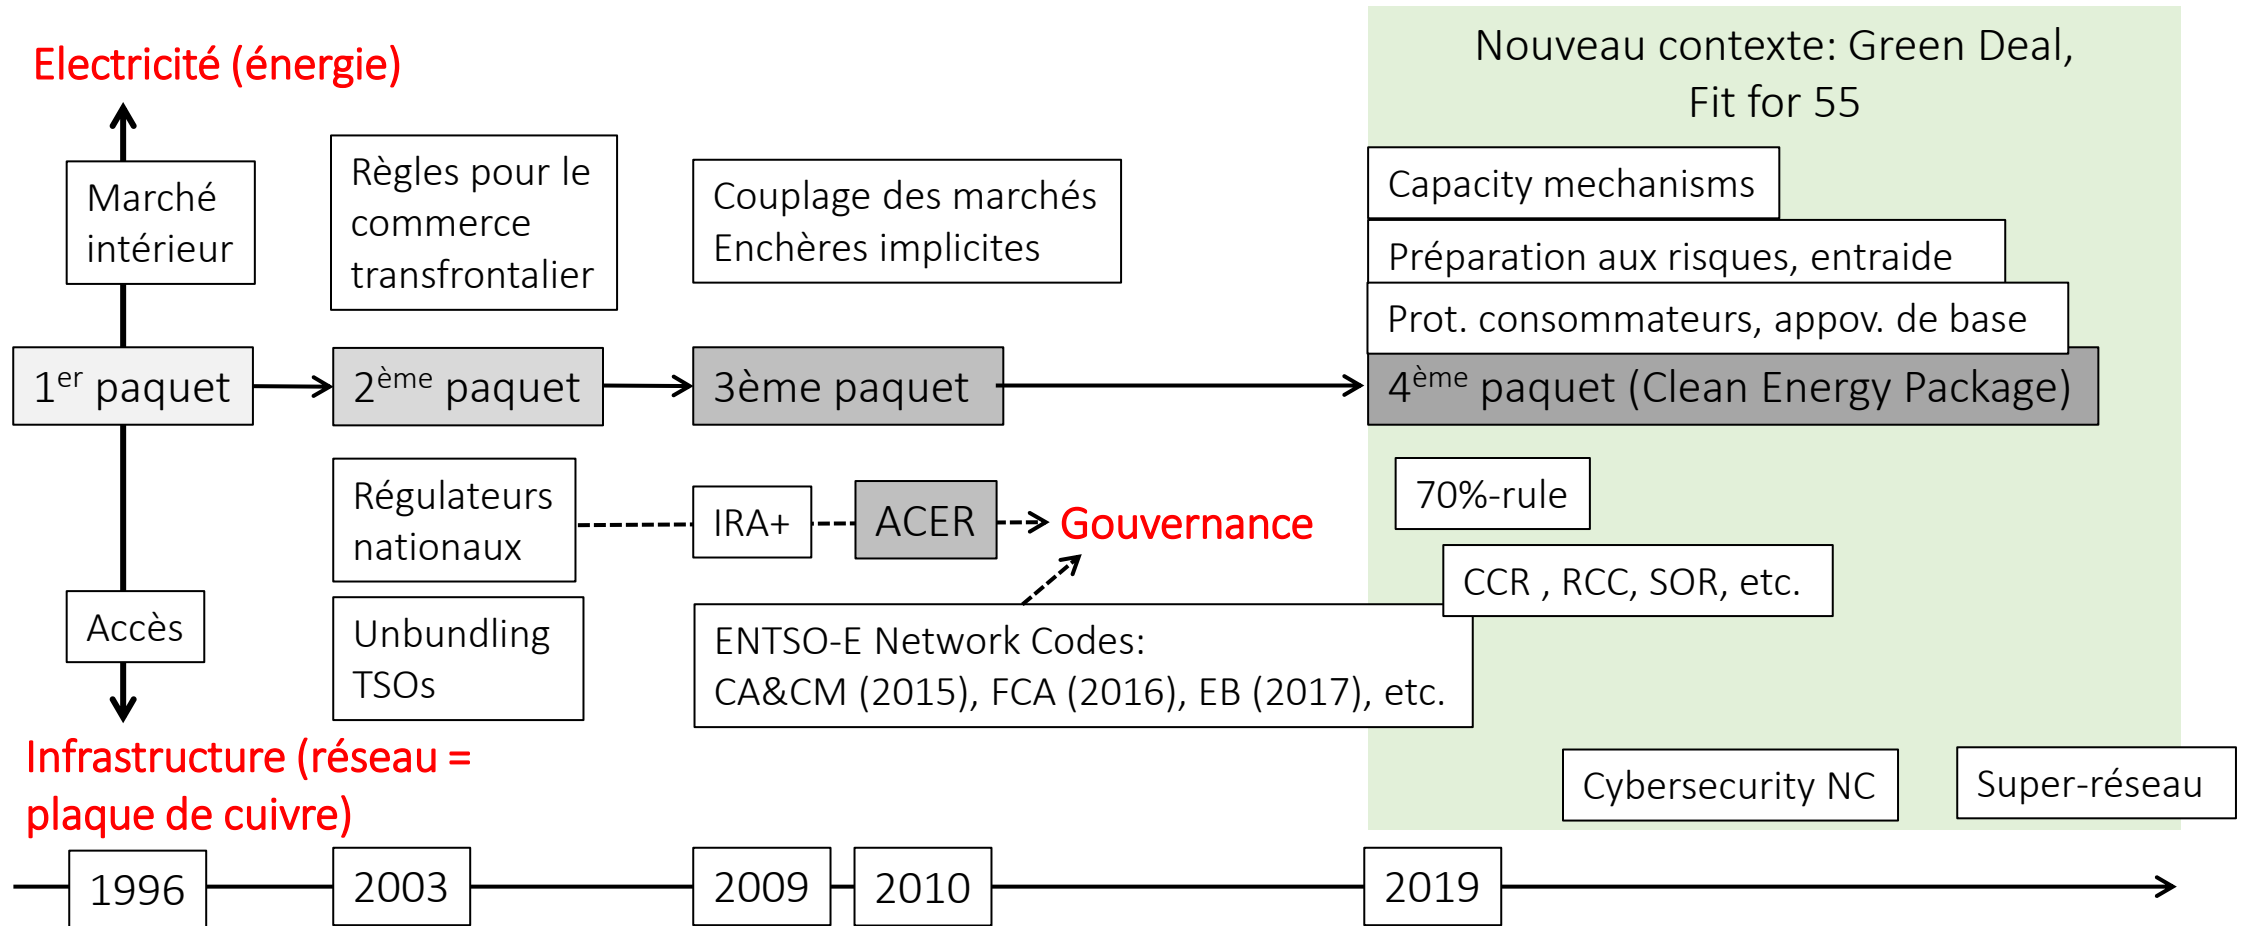 Electricité (énergie)
Nouveau contexte: Green Deal,
Fit for 55
Marché
intérieur
Règles pour le
commerce
transfrontalier
Couplage des marchés
Enchères implicites
Capacity mechanisms
Préparation aux risques, entraide
Prot. consommateurs, appov. de base
1er paquet
2ème paquet
3ème paquet
4ème paquet (Clean Energy Package)
Régulateurs
nationaux
IRA+
ACER
Gouvernance
70%-rule
CCR , RCC, SOR, etc.
Accès
Unbundling
TSOs
ENTSO-E Network Codes:
CA&CM (2015), FCA (2016), EB (2017), etc.
Infrastructure (réseau =
plaque de cuivre)
Cybersecurity NC
Super-réseau
1996
2003
2009
2010
2019